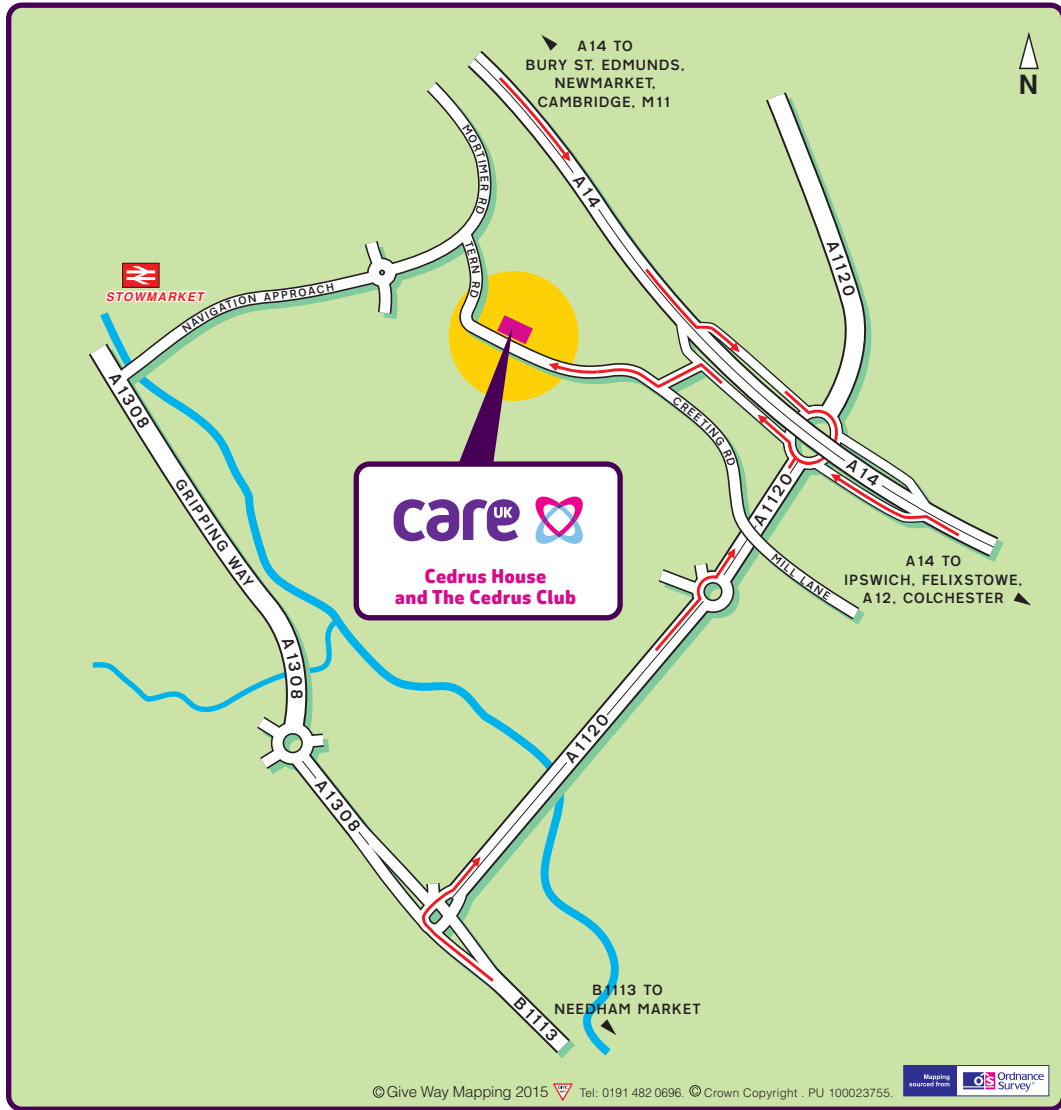 A14 TO
BURY ST. EDMUNDS,
NEWMARKET,
CAMBRIDGE, M11
N
MORTIMER RD
A14
A1120
TERN RD
STOWMARKET
NAVIGATION APPROACH
A1308
CREETING RD
A14
A1120
GRIPPING WAY
care UK
Cedrus House
and The Cedrus Club
MILL LANE
A14 TO
IPSWICH, FELIXSTOWE,
A12, COLCHESTER
A1308
A1120
A1308
B1113 TO
NEEDHAM MARKET
B1113
© Give Way Mapping 2015 GIVE WAY Tel: 0191 482 0696. © Crown Copyright . PU 100023755.
Mapping
sourced from
OS Ordnance
Survey®